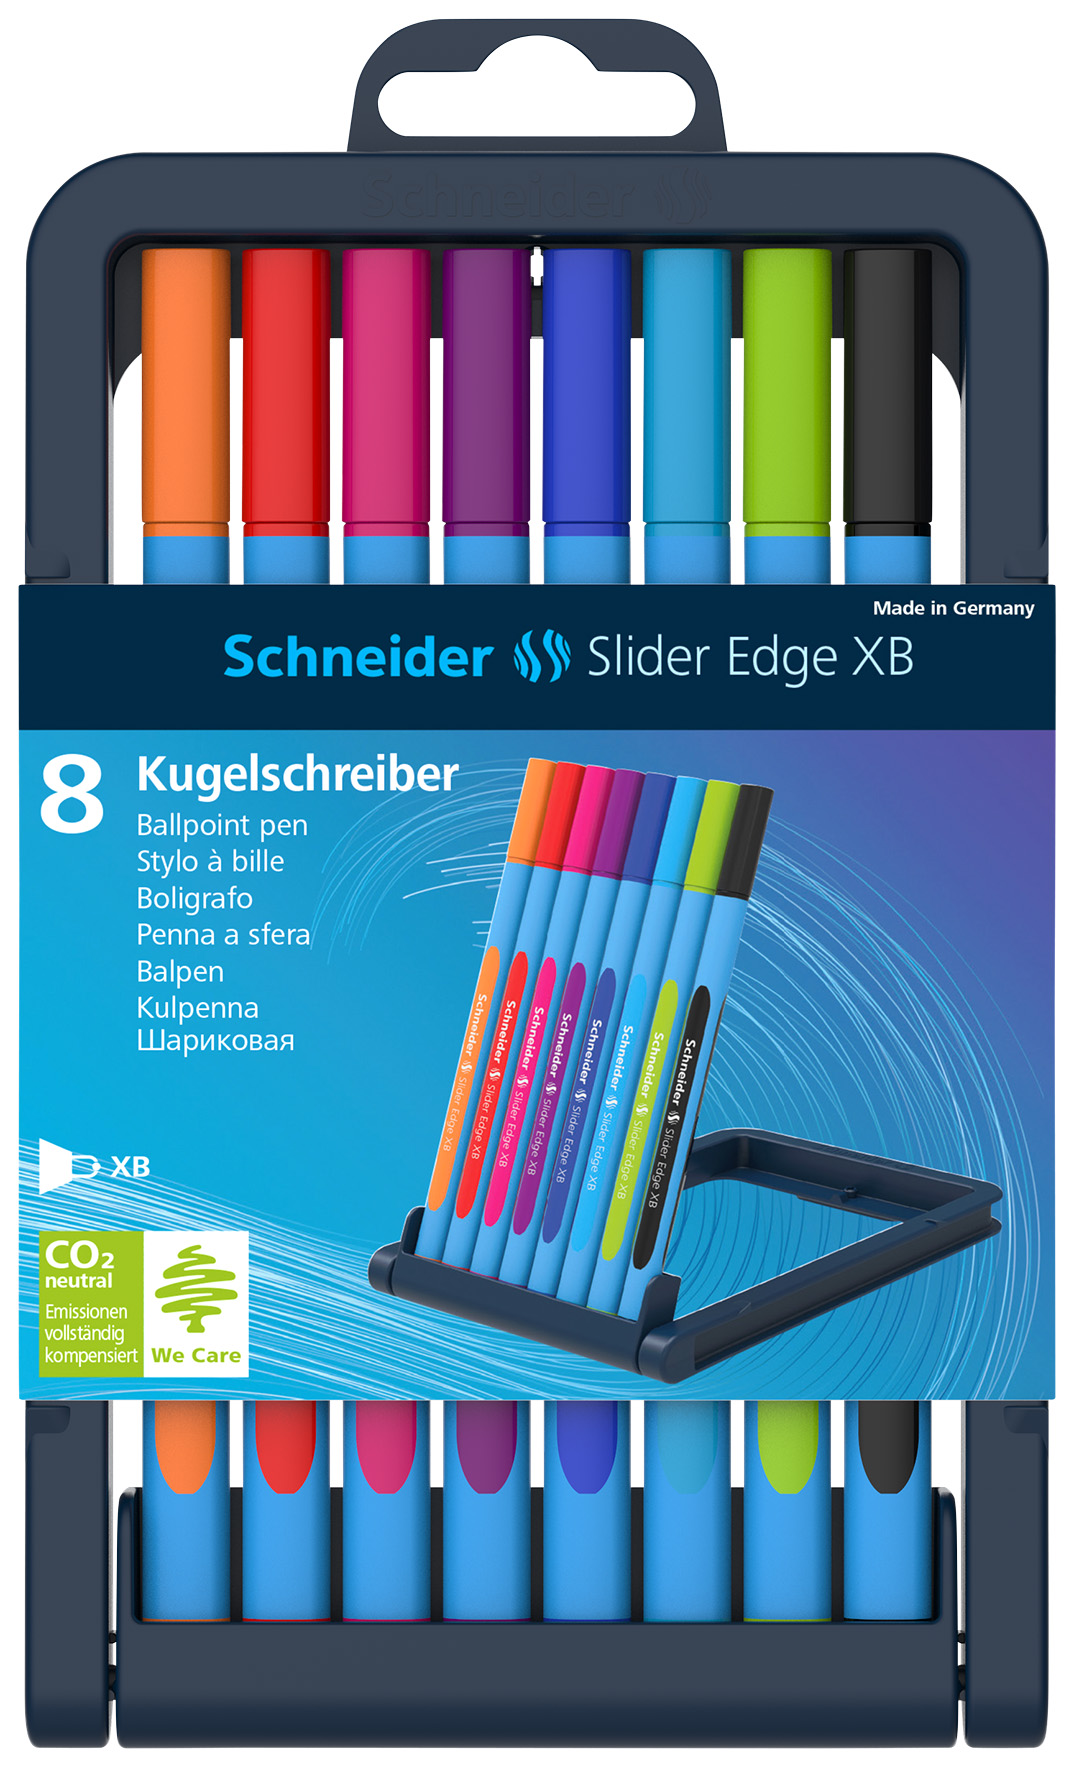 Schneider
Made in Germany
Schneider Slider Edge XB
8 Kugelschreiber
Ballpoint pen
Stylo à bille
Boligrafo
Penna a sfera
Balpen
Kulpenna
Шариковая
Schneider Slider Edge XB
Schneider Slider Edge XB
Schneider Slider Edge XB
Schneider Slider Edge XB
Schneider Slider Edge XB
Schneider Slider Edge XB
Schneider Slider Edge XB
Schneider Slider Edge XB
XB
CO₂
neutral
Emissionen
vollständig
kompensiert
We Care